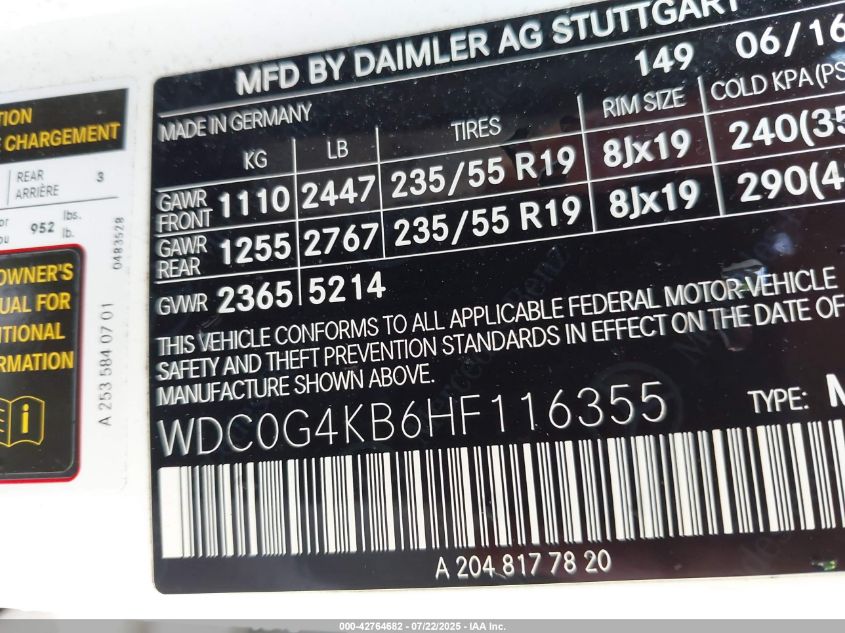 MFD BY DAIMLER AG STUTTGART
149 06/16
MADE IN GERMANY
KG LB TIRES RIM SIZE COLD KPA(PS
GAWR FRONT 1110 2447 235/55 R19 8Jx19 240(35
GAWR REAR 1255 2767 235/55 R19 8Jx19 290(4
GVWR 2365 5214
THIS VEHICLE CONFORMS TO ALL APPLICABLE FEDERAL MOTOR-VEHICLE
SAFETY AND THEFT PREVENTION STANDARDS IN EFFECT ON THE DATE OF
MANUFACTURE SHOWN ABOVE.
WDC0G4KB6HF116355 TYPE: M
A 204 817 78 20
TION
CHARGEMENT
REAR
ARRIÈRE 3
or
ou 952 lbs.
lb.
0483528
OWNER'S
UAL FOR
ITIONAL
RMATION
A 253 584 07 01
000-42764682 - 07/22/2025 - IAA Inc.